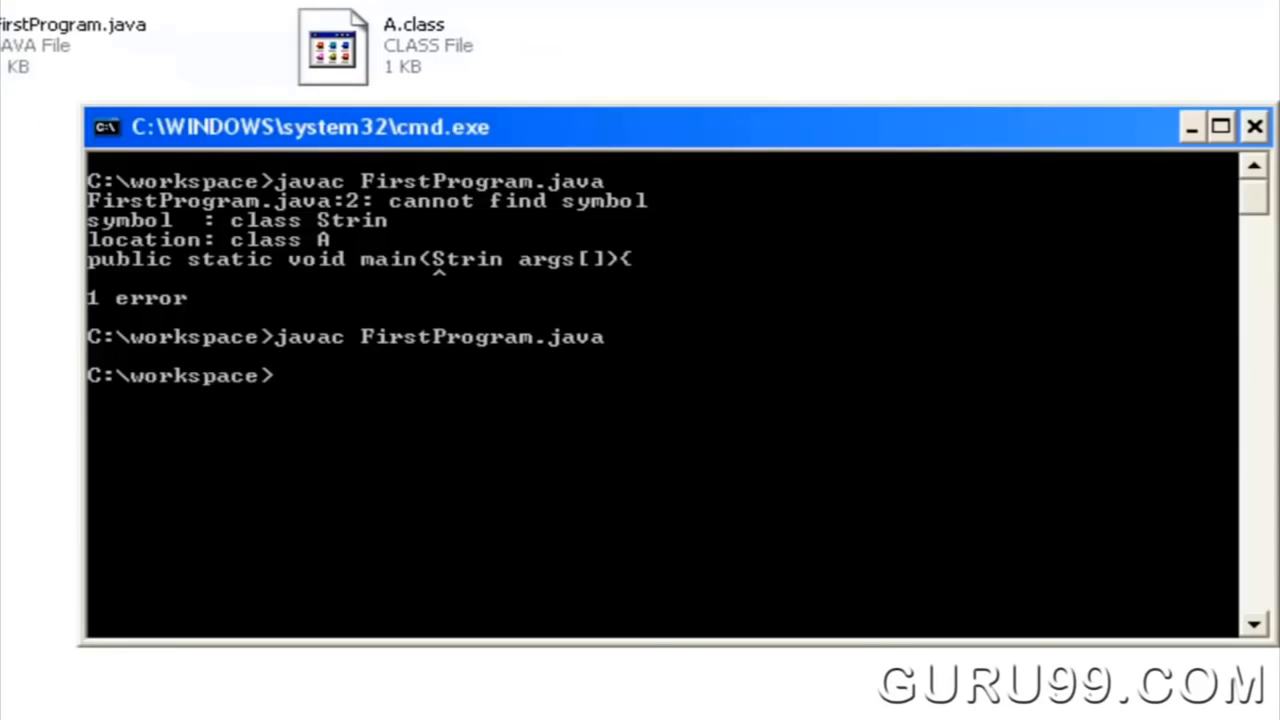 irstProgram.java
AVA File
KB
A.class
CLASS File
1 KB
C:\WINDOWS\system32\cmd.exe
C:\workspace>javac FirstProgram.java
FirstProgram.java:2: cannot find symbol
symbol  : class Strin
location: class A
public static void main(Strin args[]){
^
1 error
C:\workspace>javac FirstProgram.java
C:\workspace>
GURU99.COM